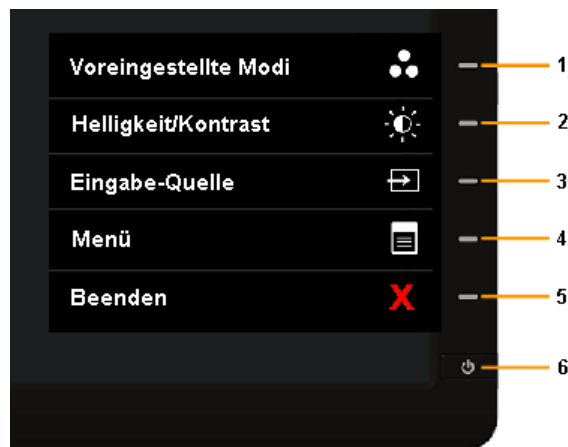 Voreingestellte Modi 1
Helligkeit/Kontrast 2
Eingabe-Quelle 3
Menü 4
Beenden X 5
6